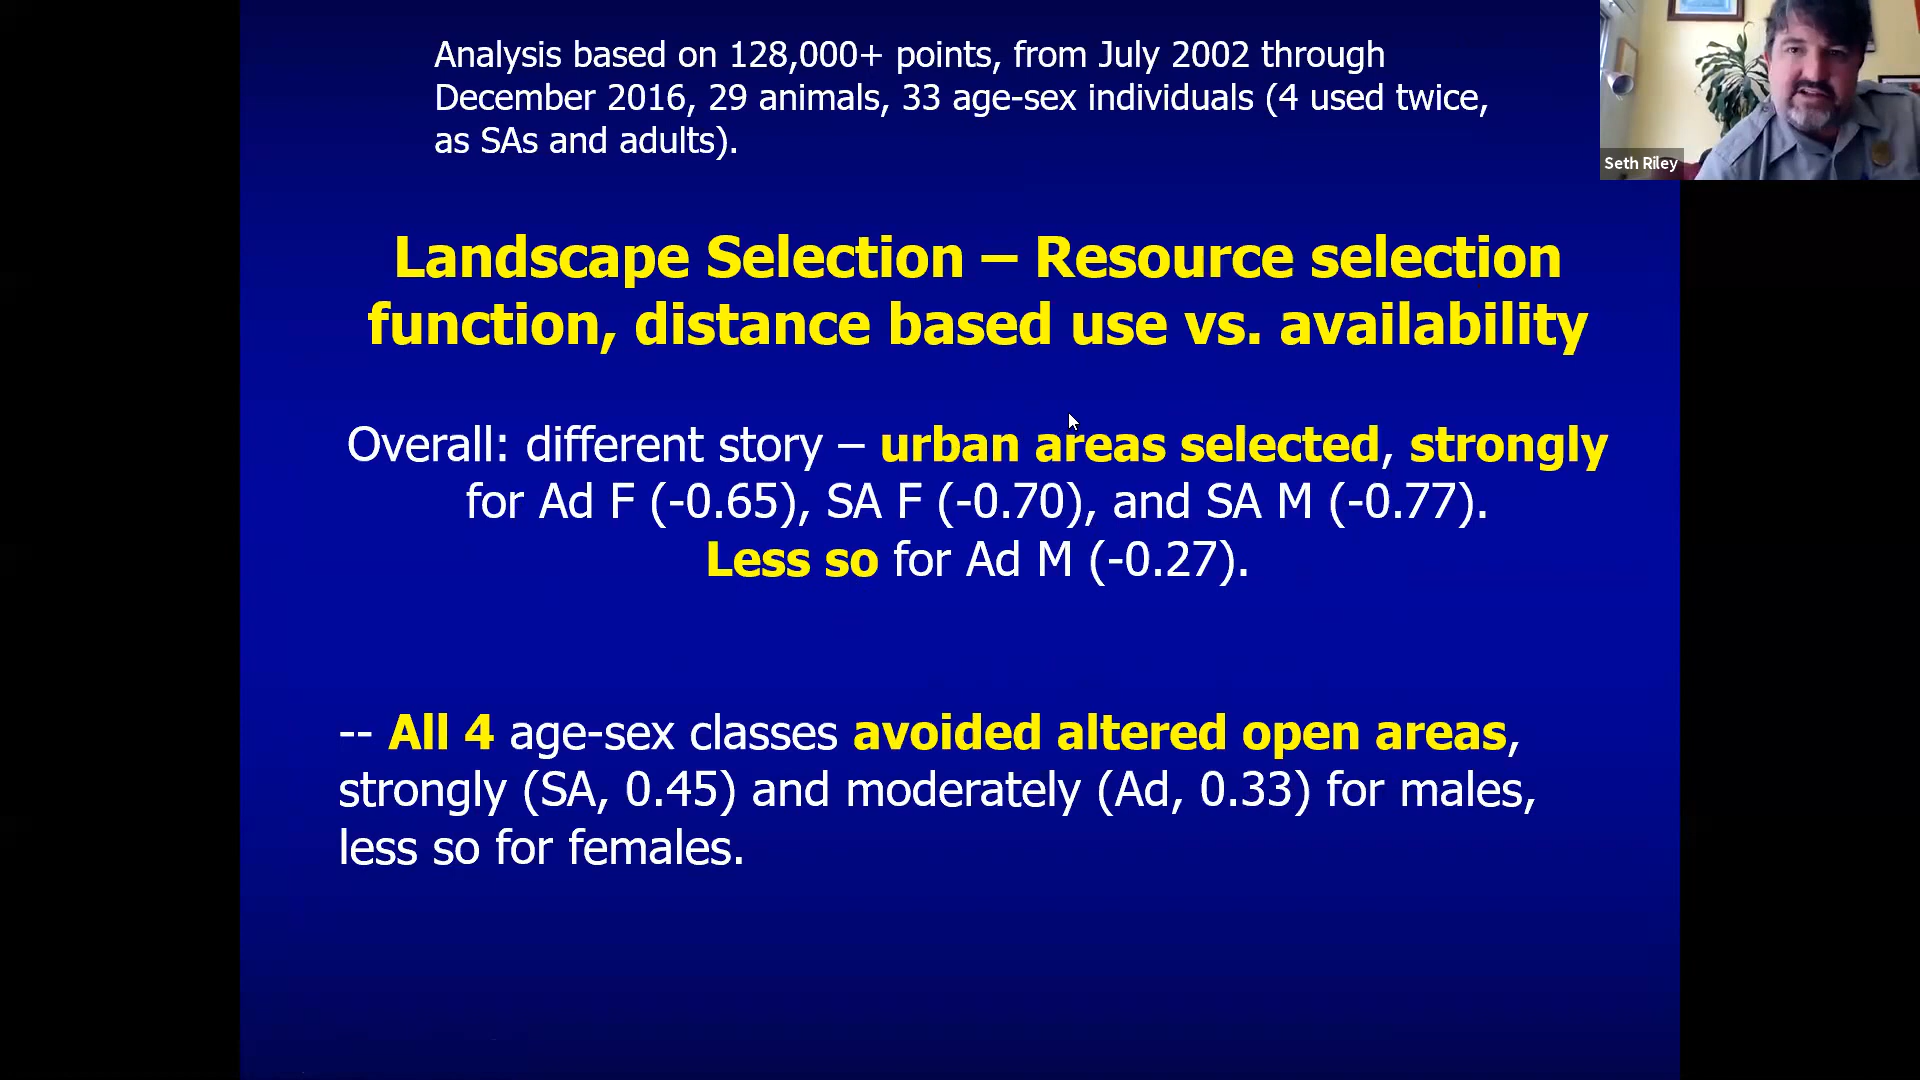 Analysis based on 128,000+ points, from July 2002 through
December 2016, 29 animals, 33 age-sex individuals (4 used twice,
as SAs and adults).
Seth Riley
Landscape Selection – Resource selection
function, distance based use vs. availability
Overall: different story – urban areas selected, strongly
for Ad F (-0.65), SA F (-0.70), and SA M (-0.77).
Less so for Ad M (-0.27).
-- All 4 age-sex classes avoided altered open areas,
strongly (SA, 0.45) and moderately (Ad, 0.33) for males,
less so for females.